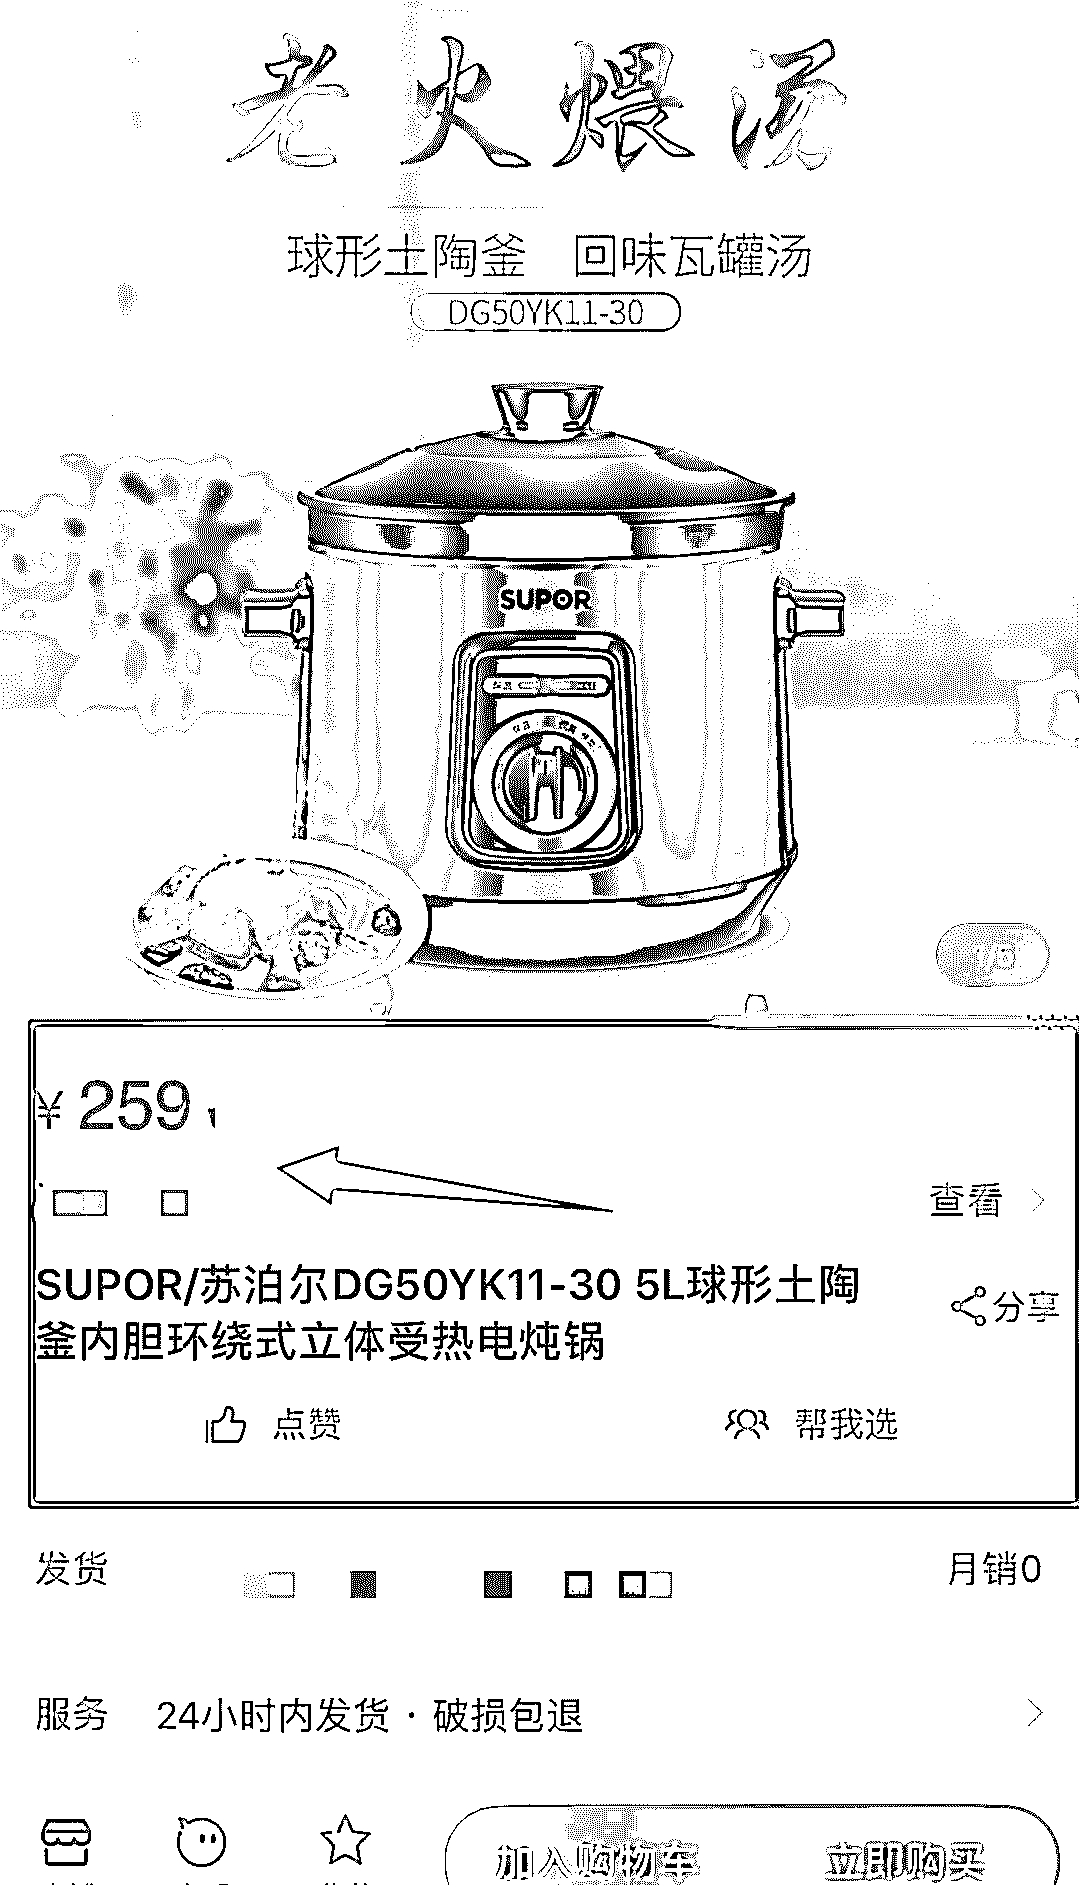 老火煨汤
球形土陶釜 回味瓦罐汤
DG50YK11-30
SUPOR
¥ 259
查看
SUPOR/苏泊尔DG50YK11-30 5L球形土陶
釜内胆环绕式立体受热电炖锅
分享
点赞 帮我选
发货 月销0
服务 24小时内发货 · 破损包退
加入购物车 立即购买